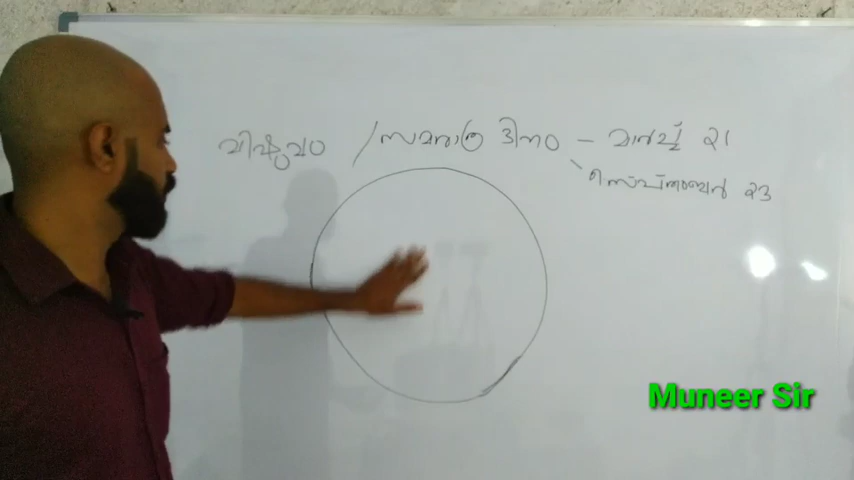 വിഷുവം / സമരാത്ര ദിനം – മാർച്ച് 21
സെപ്തംബർ 23
Muneer Sir